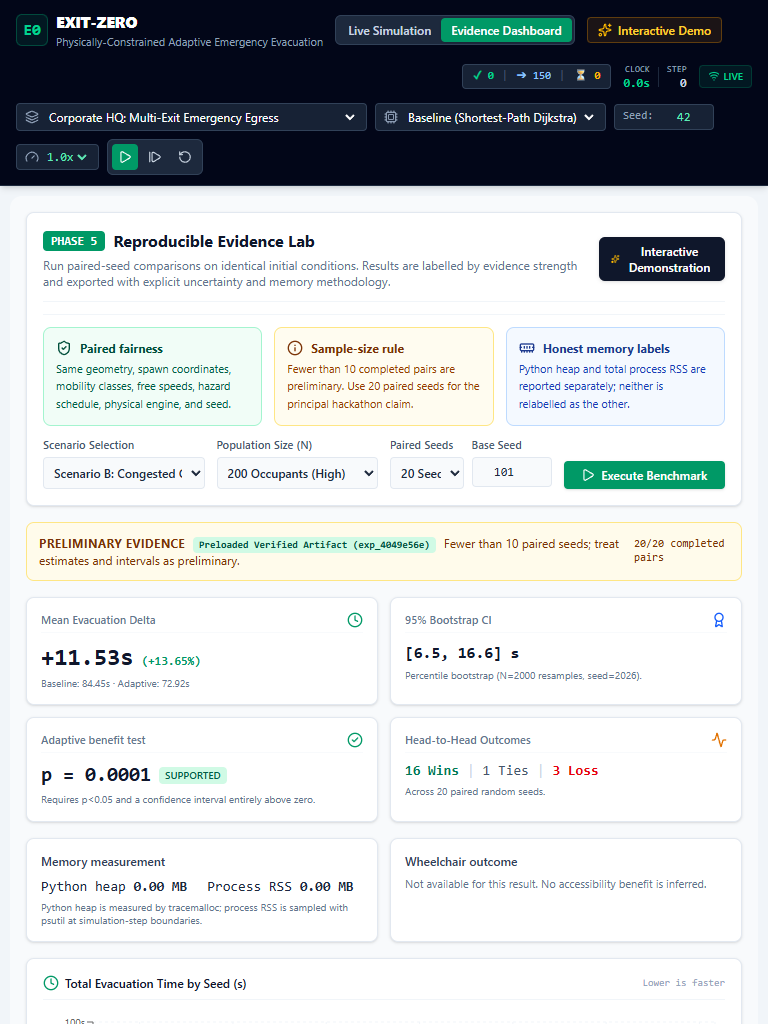 E0
EXIT-ZERO
Physically-Constrained Adaptive Emergency Evacuation
Live Simulation
Evidence Dashboard
Interactive Demo
✓ 0 | ➔ 150 | ⏳ 0
CLOCK
0.0s
STEP
0
LIVE
Corporate HQ: Multi-Exit Emergency Egress
Baseline (Shortest-Path Dijkstra)
Seed: 42
1.0x
PHASE 5
Reproducible Evidence Lab
Run paired-seed comparisons on identical initial conditions. Results are labelled by evidence strength
and exported with explicit uncertainty and memory methodology.
Interactive
Demonstration
Paired fairness
Same geometry, spawn coordinates,
mobility classes, free speeds, hazard
schedule, physical engine, and seed.
Sample-size rule
Fewer than 10 completed pairs are
preliminary. Use 20 paired seeds for the
principal hackathon claim.
Honest memory labels
Python heap and total process RSS are
reported separately; neither is
relabelled as the other.
Scenario Selection
Scenario B: Congested
Population Size (N)
200 Occupants (High)
Paired Seeds
20 Seec
Base Seed
101
Execute Benchmark
PRELIMINARY EVIDENCE Preloaded Verified Artifact (exp_4049e56e) Fewer than 10 paired seeds; treat
estimates and intervals as preliminary.
20/20 completed
pairs
Mean Evacuation Delta
+11.53s (+13.65%)
Baseline: 84.45s · Adaptive: 72.92s
95% Bootstrap CI
[6.5, 16.6] s
Percentile bootstrap (N=2000 resamples, seed=2026).
Adaptive benefit test
p = 0.0001 SUPPORTED
Requires p<0.05 and a confidence interval entirely above zero.
Head-to-Head Outcomes
16 Wins | 1 Ties | 3 Loss
Across 20 paired random seeds.
Memory measurement
Python heap 0.00 MB Process RSS 0.00 MB
Python heap is measured by tracemalloc; process RSS is sampled with
psutil at simulation-step boundaries.
Wheelchair outcome
Not available for this result. No accessibility benefit is inferred.
Total Evacuation Time by Seed (s)
Lower is faster
100s